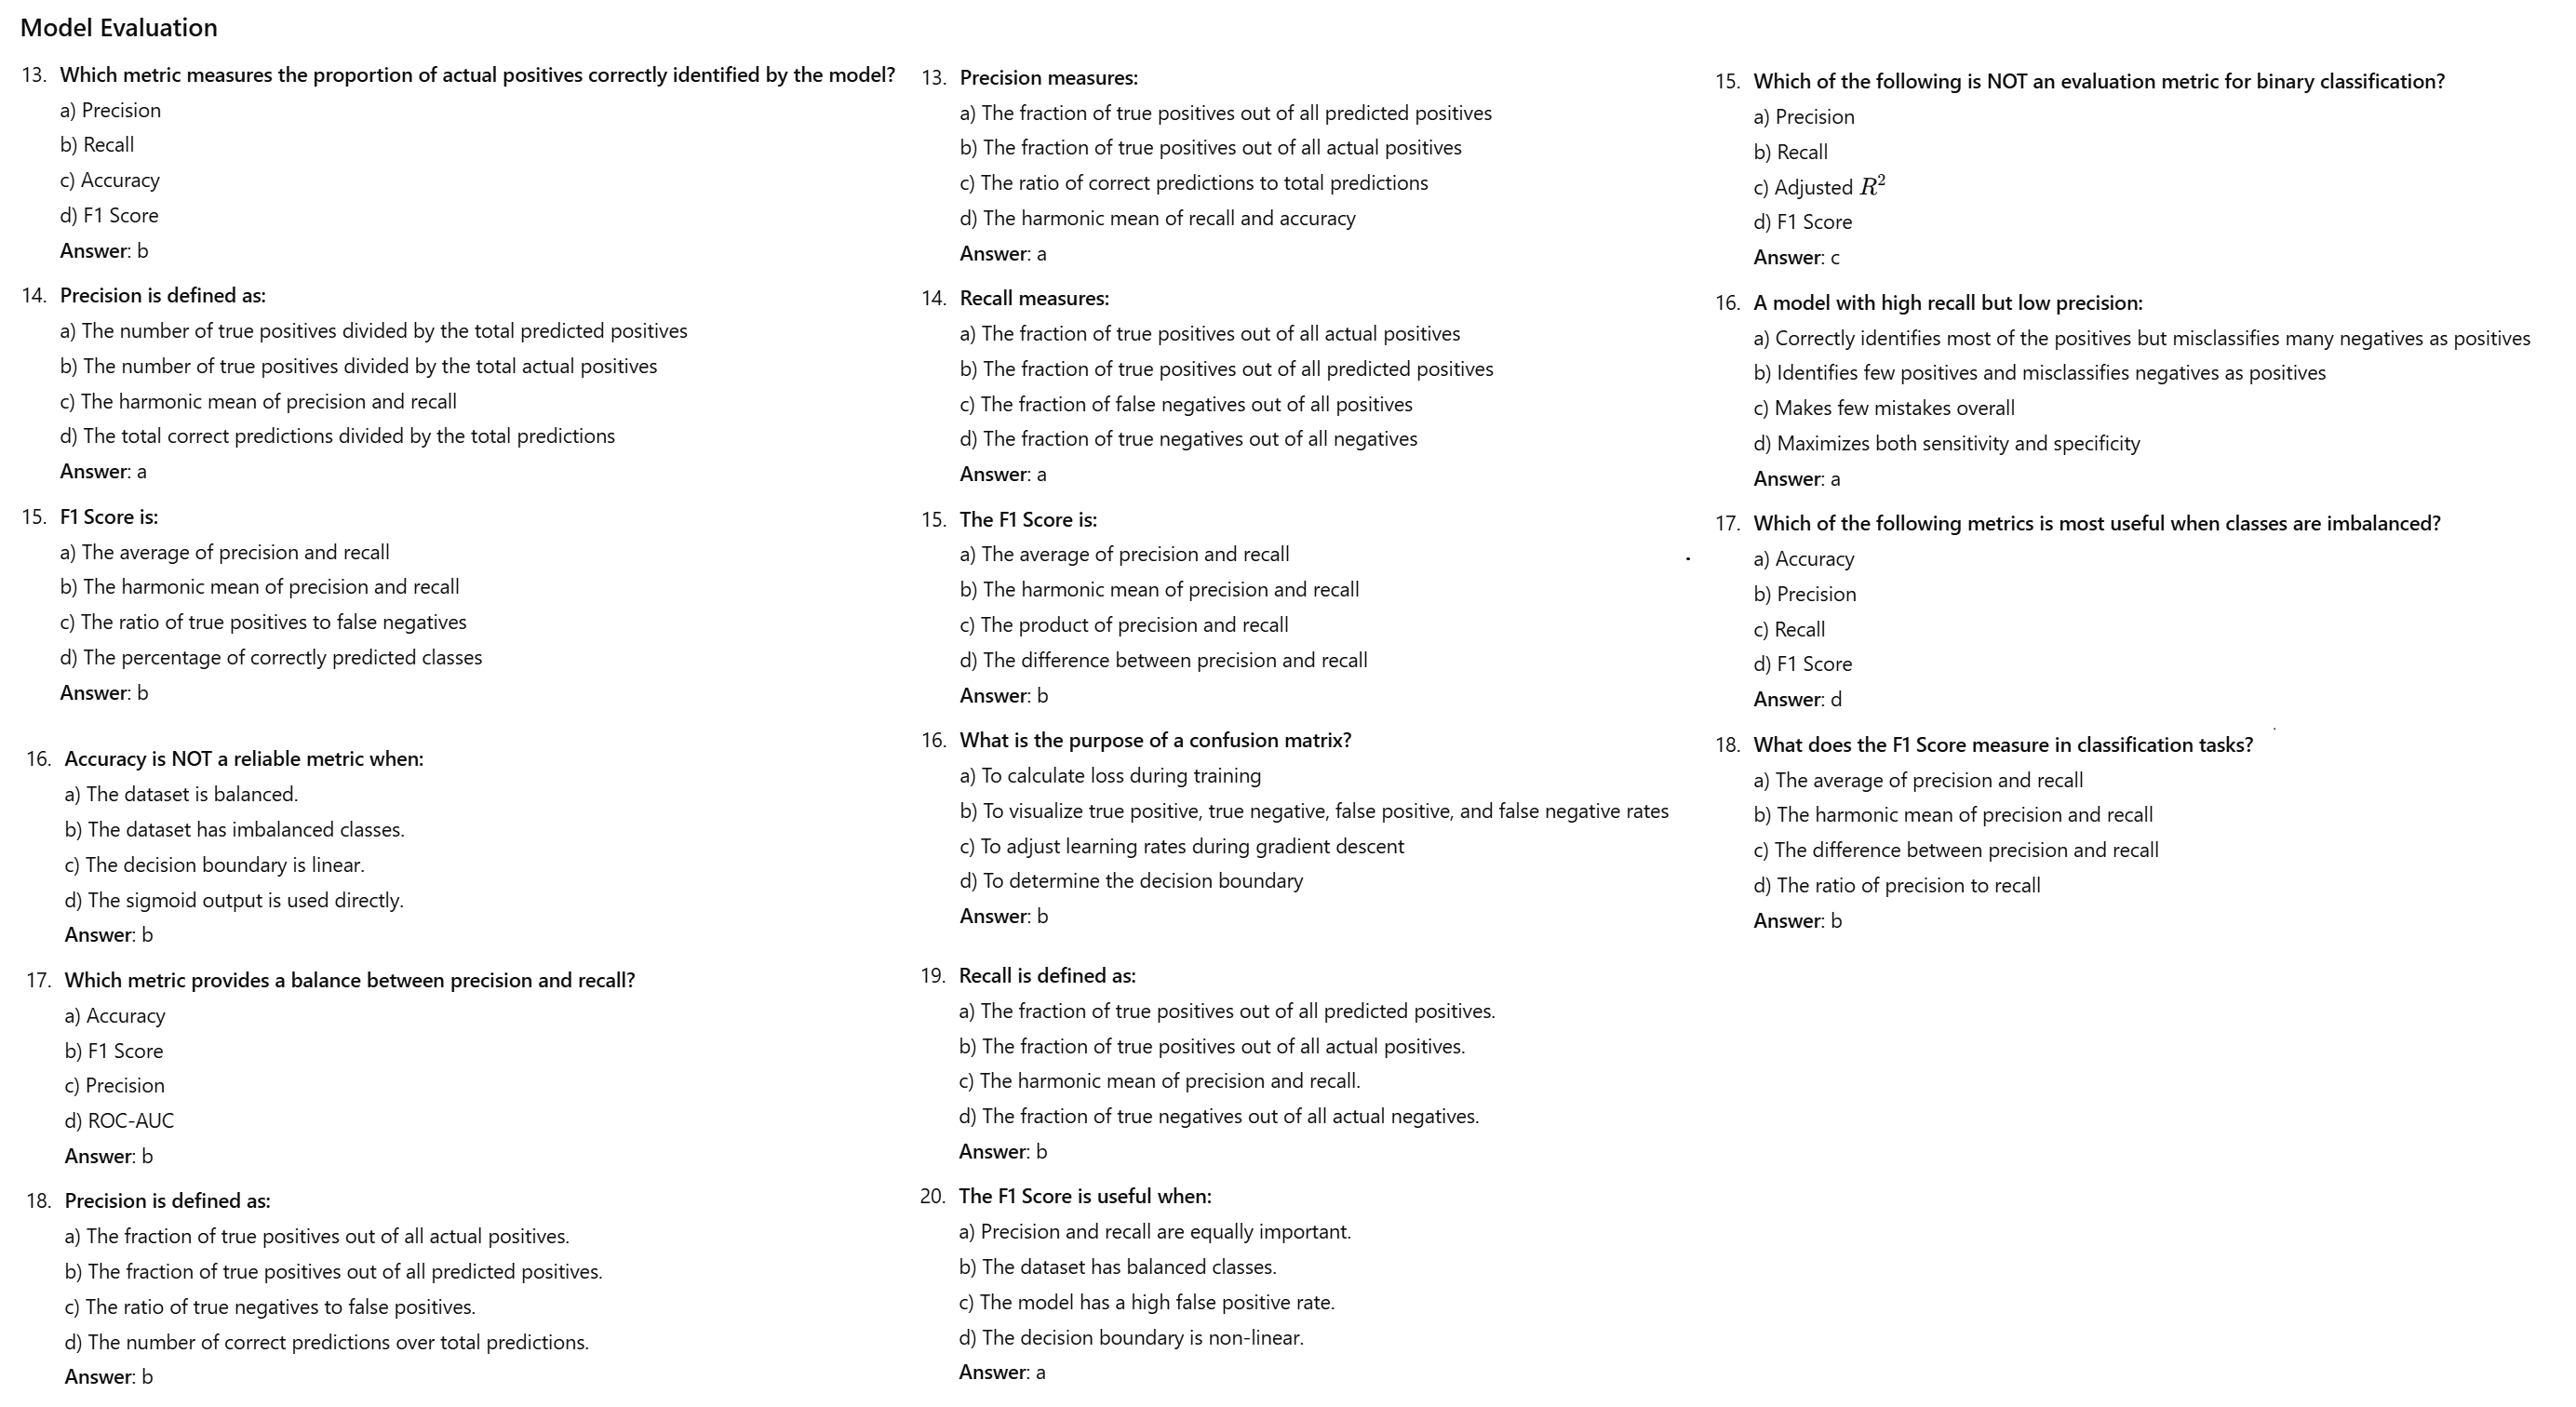 Model Evaluation
13. Which metric measures the proportion of actual positives correctly identified by the model?
a) Precision
b) Recall
c) Accuracy
d) F1 Score
Answer: b
14. Precision is defined as:
a) The number of true positives divided by the total predicted positives
b) The number of true positives divided by the total actual positives
c) The harmonic mean of precision and recall
d) The total correct predictions divided by the total predictions
Answer: a
15. F1 Score is:
a) The average of precision and recall
b) The harmonic mean of precision and recall
c) The ratio of true positives to false negatives
d) The percentage of correctly predicted classes
Answer: b
16. Accuracy is NOT a reliable metric when:
a) The dataset is balanced.
b) The dataset has imbalanced classes.
c) The decision boundary is linear.
d) The sigmoid output is used directly.
Answer: b
17. Which metric provides a balance between precision and recall?
a) Accuracy
b) F1 Score
c) Precision
d) ROC-AUC
Answer: b
18. Precision is defined as:
a) The fraction of true positives out of all actual positives.
b) The fraction of true positives out of all predicted positives.
c) The ratio of true negatives to false positives.
d) The number of correct predictions over total predictions.
Answer: b
13. Precision measures:
a) The fraction of true positives out of all predicted positives
b) The fraction of true positives out of all actual positives
c) The ratio of correct predictions to total predictions
d) The harmonic mean of recall and accuracy
Answer: a
14. Recall measures:
a) The fraction of true positives out of all actual positives
b) The fraction of true positives out of all predicted positives
c) The fraction of false negatives out of all positives
d) The fraction of true negatives out of all negatives
Answer: a
15. The F1 Score is:
a) The average of precision and recall
b) The harmonic mean of precision and recall
c) The product of precision and recall
d) The difference between precision and recall
Answer: b
16. What is the purpose of a confusion matrix?
a) To calculate loss during training
b) To visualize true positive, true negative, false positive, and false negative rates
c) To adjust learning rates during gradient descent
d) To determine the decision boundary
Answer: b
19. Recall is defined as:
a) The fraction of true positives out of all predicted positives.
b) The fraction of true positives out of all actual positives.
c) The harmonic mean of precision and recall.
d) The fraction of true negatives out of all actual negatives.
Answer: b
20. The F1 Score is useful when:
a) Precision and recall are equally important.
b) The dataset has balanced classes.
c) The model has a high false positive rate.
d) The decision boundary is non-linear.
Answer: a
15. Which of the following is NOT an evaluation metric for binary classification?
a) Precision
b) Recall
c) Adjusted R²
d) F1 Score
Answer: c
16. A model with high recall but low precision:
a) Correctly identifies most of the positives but misclassifies many negatives as positives
b) Identifies few positives and misclassifies negatives as positives
c) Makes few mistakes overall
d) Maximizes both sensitivity and specificity
Answer: a
17. Which of the following metrics is most useful when classes are imbalanced?
a) Accuracy
b) Precision
c) Recall
d) F1 Score
Answer: d
18. What does the F1 Score measure in classification tasks?
a) The average of precision and recall
b) The harmonic mean of precision and recall
c) The difference between precision and recall
d) The ratio of precision to recall
Answer: b